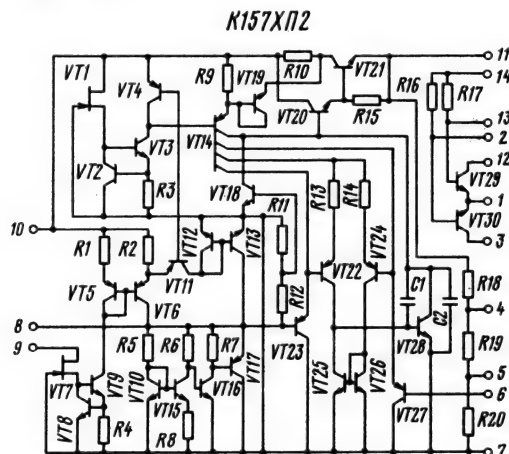 К157ХП2
VT1
VT4
R9
VT19
R10
VT21
11
VT20
R15
R16
R17
14
VT14
13
2
VT2
VT3
R3
12
VT29
1
VT30
3
VT18
R11
R13
R14
VT24
10
R1
R2
VT12
VT13
VT11
R12
VT22
C1
R18
VT5
VT6
4
8
VT23
VT28
C2
R19
9
R5
R6
R7
VT17
5
VT7
VT9
VT10
VT15
VT16
VT25
VT26
6
VT8
R4
R8
VT27
R20
7